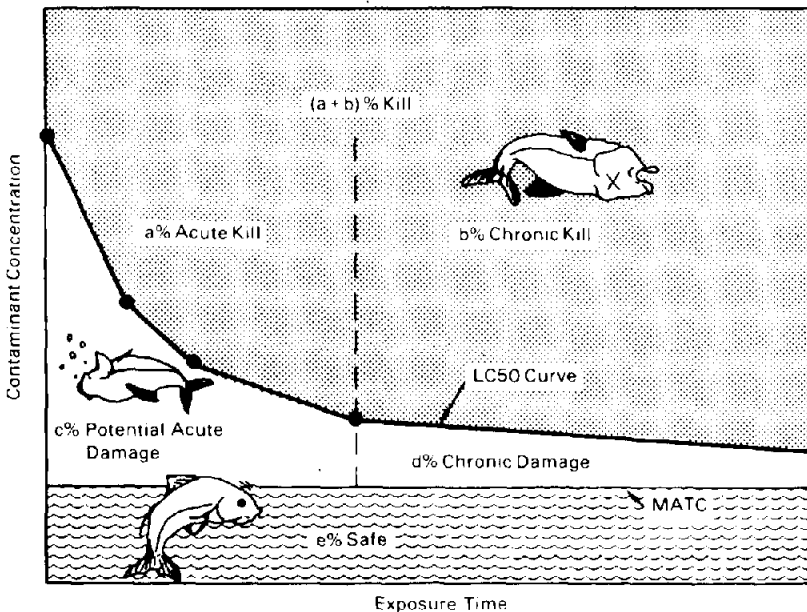 (a + b) % Kill
a% Acute Kill
b% Chronic Kill
Contaminant Concentration
LC50 Curve
c% Potential Acute
Damage
d% Chronic Damage
MATC
e% Safe
Exposure Time